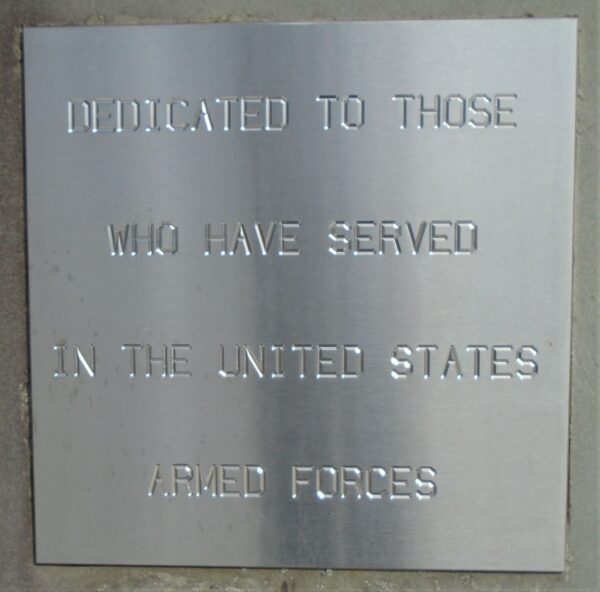 DEDICATED TO THOSE
WHO HAVE SERVED
IN THE UNITED STATES
ARMED FORCES